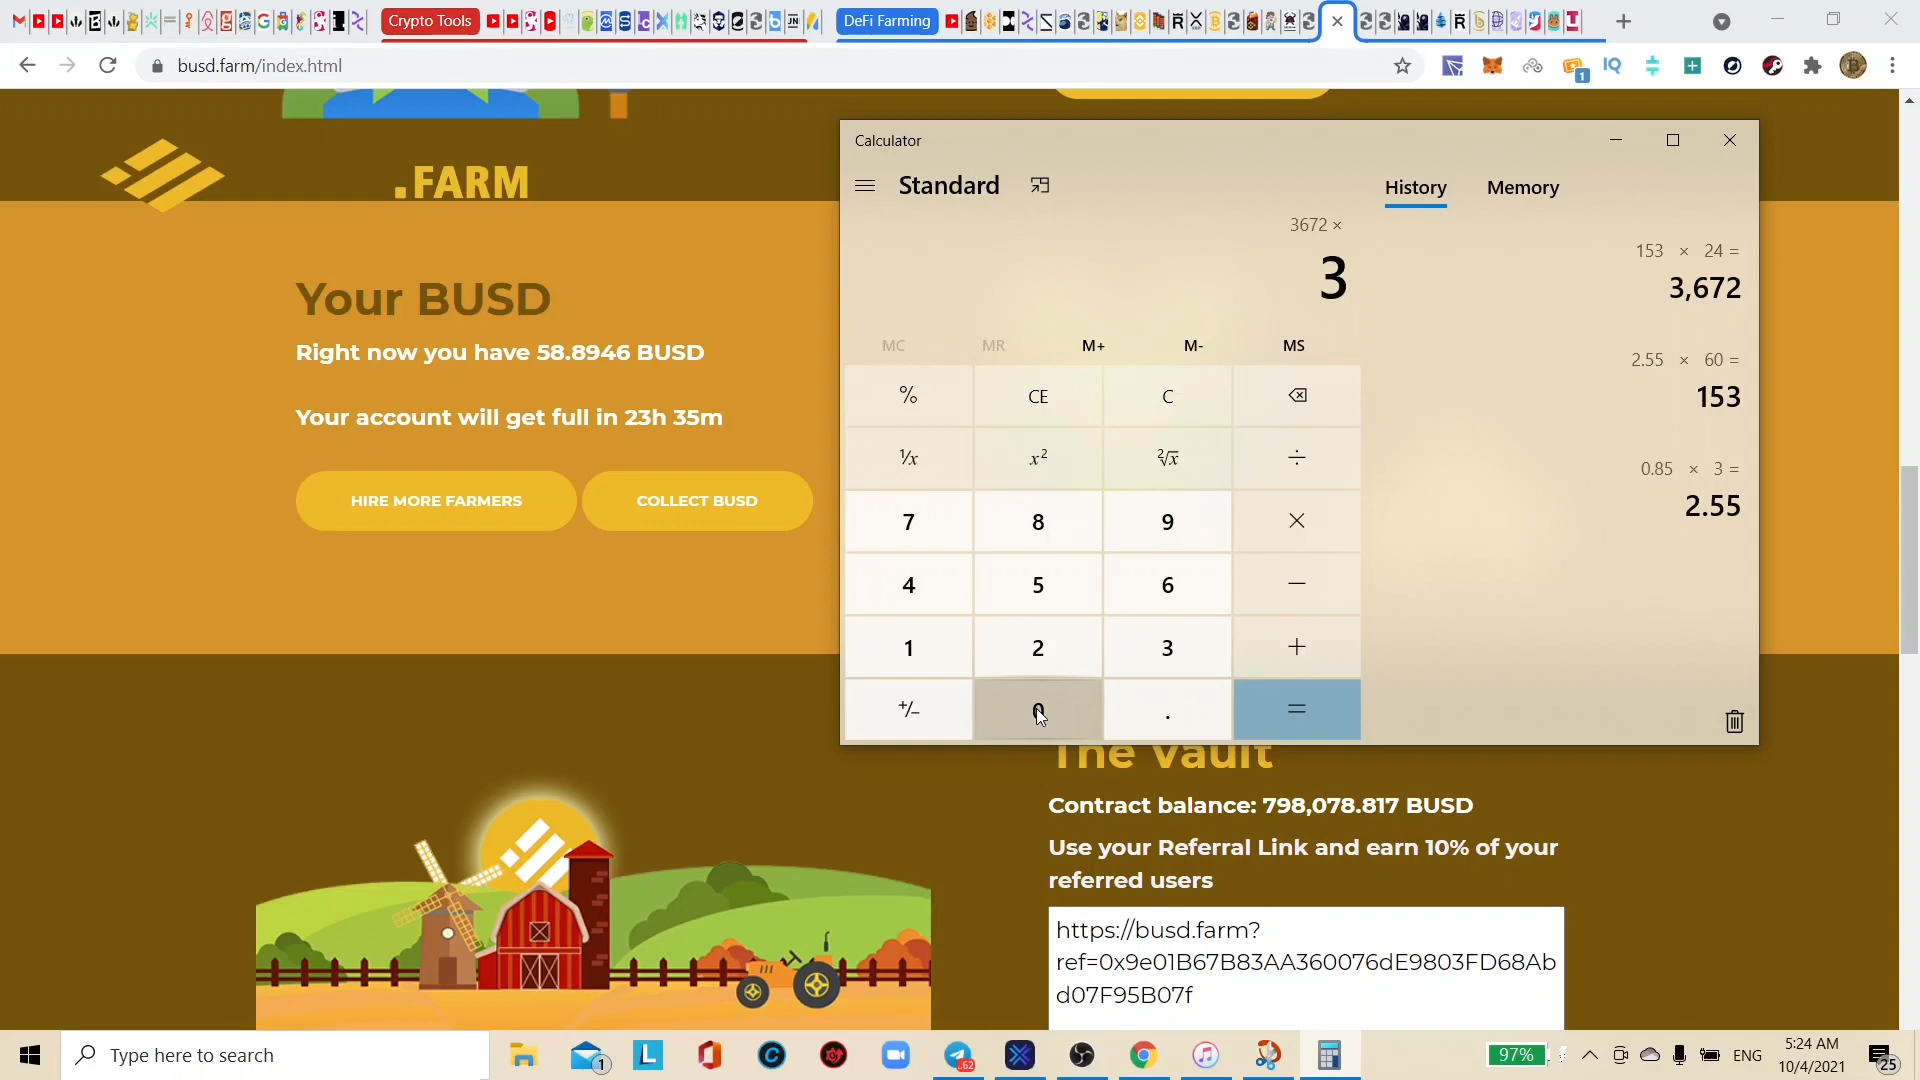 Crypto Tools
DeFi Farming
busd.farm/index.html
1
.FARM
Your BUSD
Right now you have 58.8946 BUSD
Your account will get full in 23h 35m
HIRE MORE FARMERS
COLLECT BUSD
Calculator
Standard
History
Memory
3672 ×
3
153 × 24 =
3,672
2.55 × 60 =
153
0.85 × 3 =
2.55
MC
MR
M+
M-
MS
%
CE
C
⅟x
x²
²√x
÷
7
8
9
×
4
5
6
−
1
2
3
+
+/−
0
.
=
The Vault
Contract balance: 798,078.817 BUSD
Use your Referral Link and earn 10% of your
referred users
https://busd.farm?
ref=0x9e01B67B83AA360076dE9803FD68Ab
d07F95B07f
Type here to search
1
L
62
97%
ENG
5:24 AM
10/4/2021
25